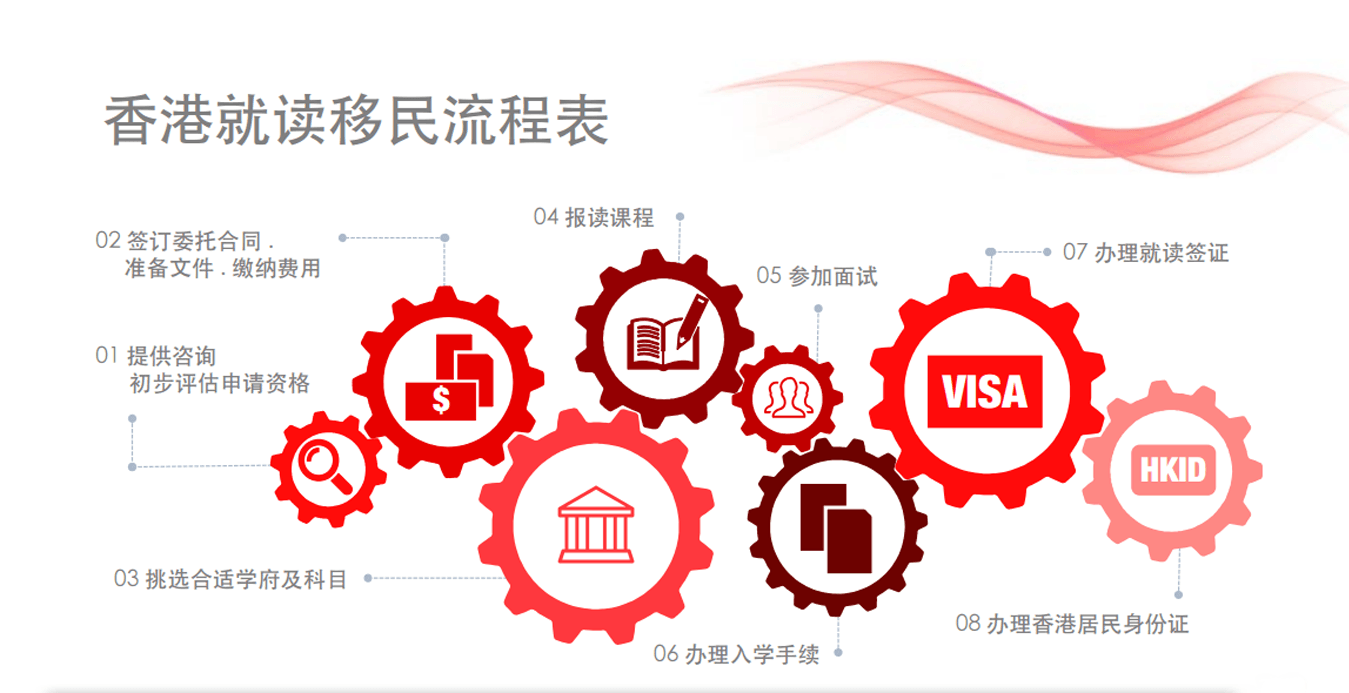 香港就读移民流程表
01 提供咨询
初步评估申请资格
02 签订委托合同 .
准备文件 . 缴纳费用
$
03 挑选合适学府及科目
04 报读课程
05 参加面试
06 办理入学手续
07 办理就读签证
VISA
08 办理香港居民身份证
HKID